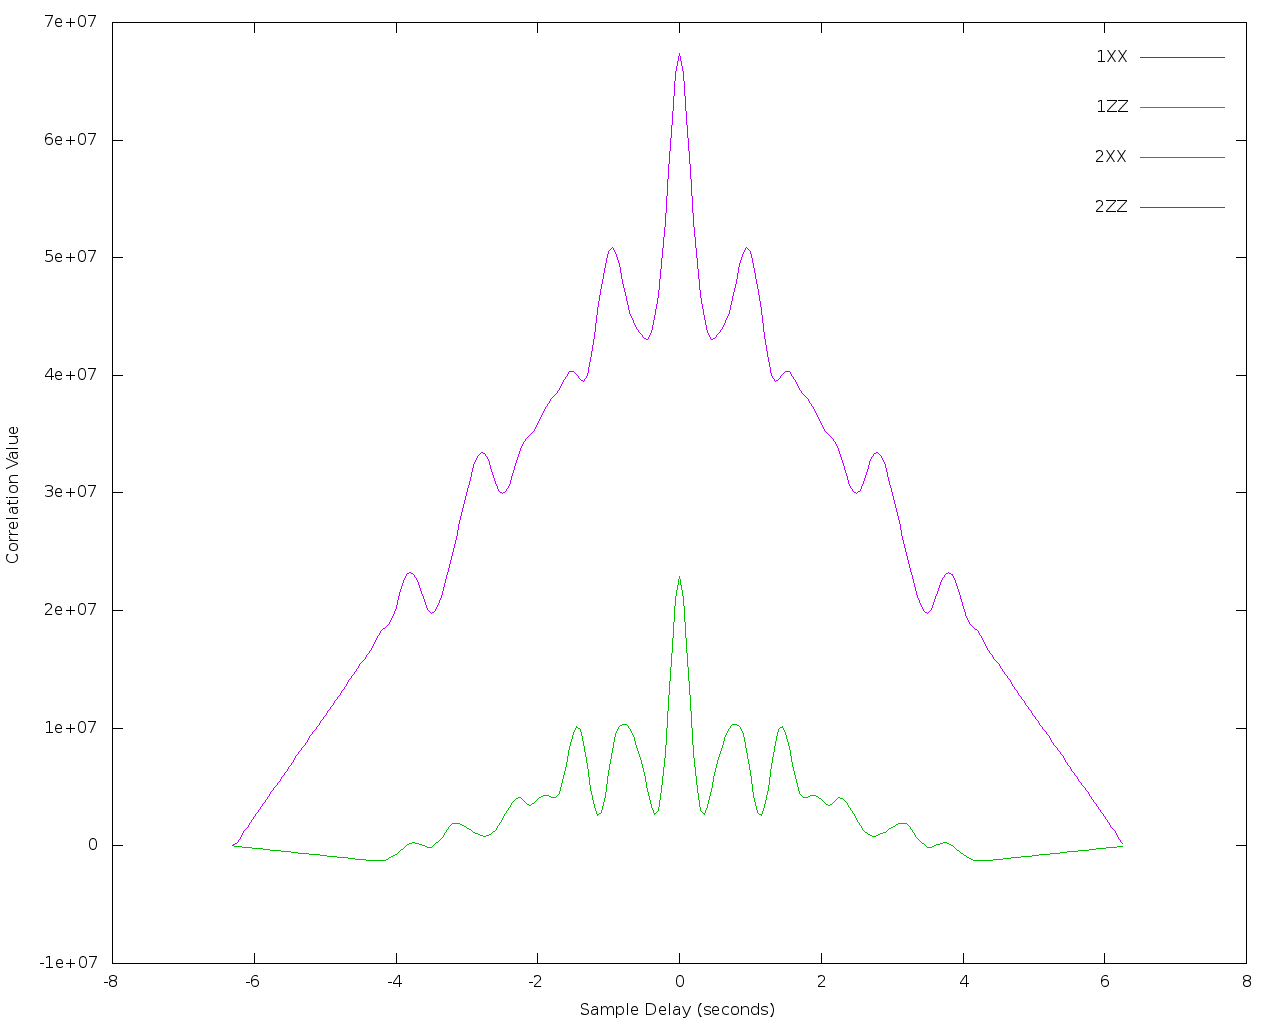 7e+07
6e+07
5e+07
4e+07
3e+07
2e+07
1e+07
0
-1e+07
-8 -6 -4 -2 0 2 4 6 8
Sample Delay (seconds)
Correlation Value
1XX
1ZZ
2XX
2ZZ